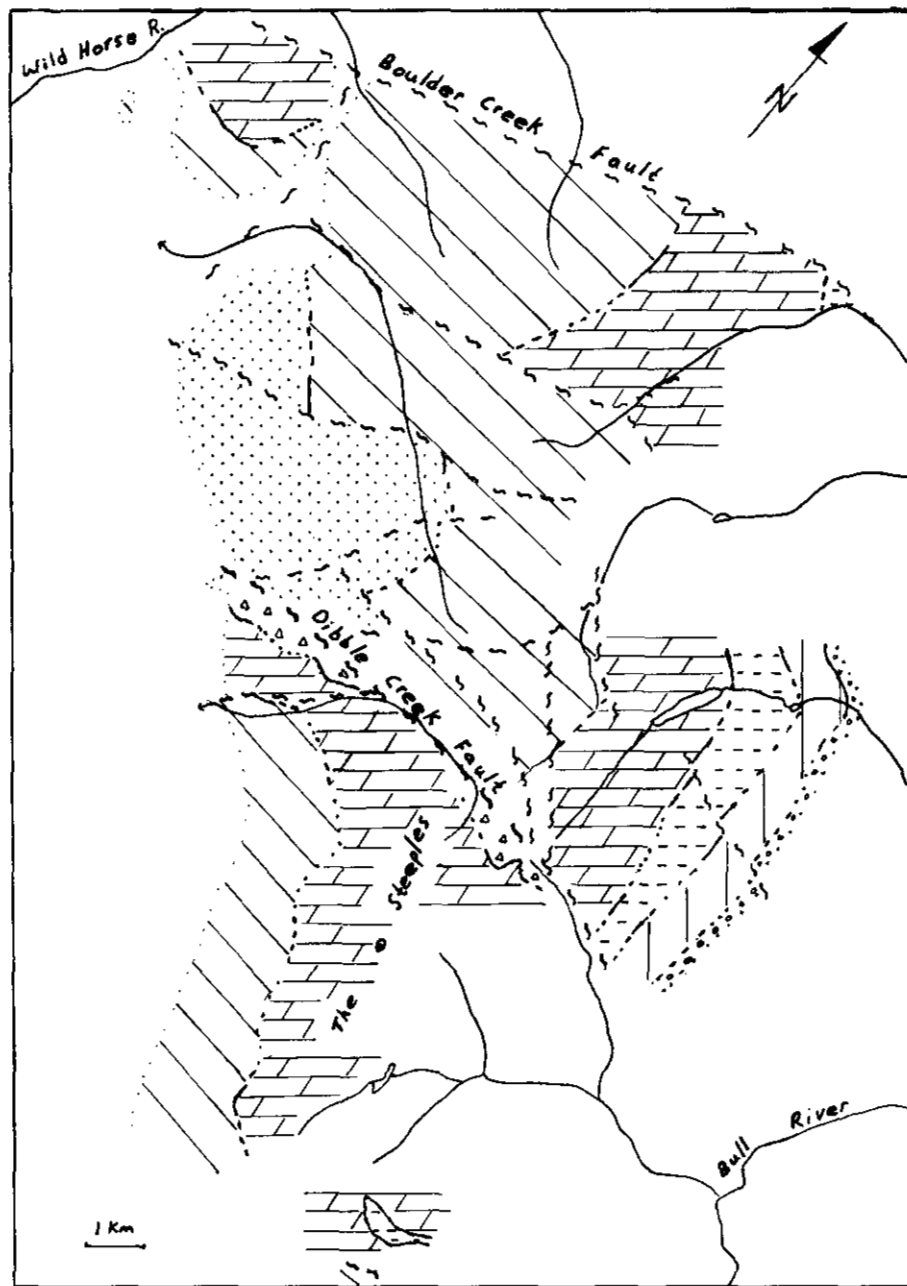 Wild Horse R.
Boulder Creek Fault
N
Dibble Creek Fault
The Steeples
Bull River
1 Km